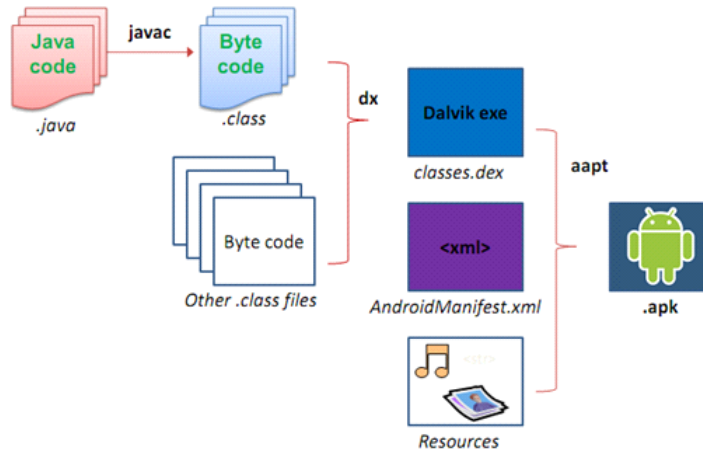 Java
code
javac
Byte
code
.java
.class
dx
Dalvik exe
classes.dex
aapt
Byte code
Other .class files
<xml>
AndroidManifest.xml
.apk
<str>
Resources